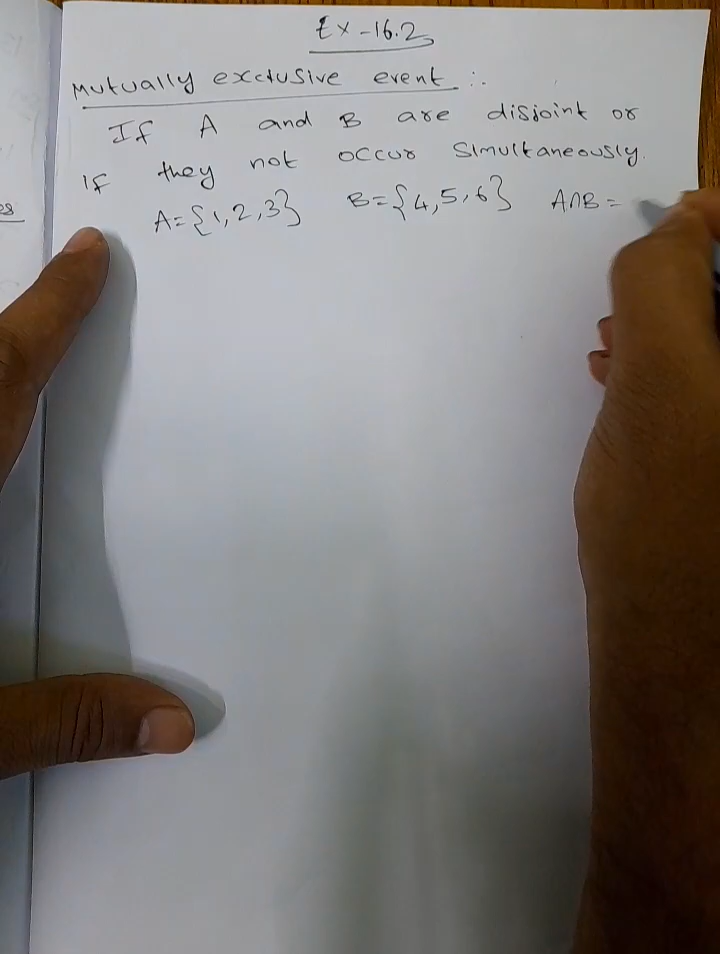 Ex-16.2
Mutually exclusive event :.
If A and B are disjoint or
If they not occur simultaneously.
A={1,2,3} B={4,5,6} A∩B =